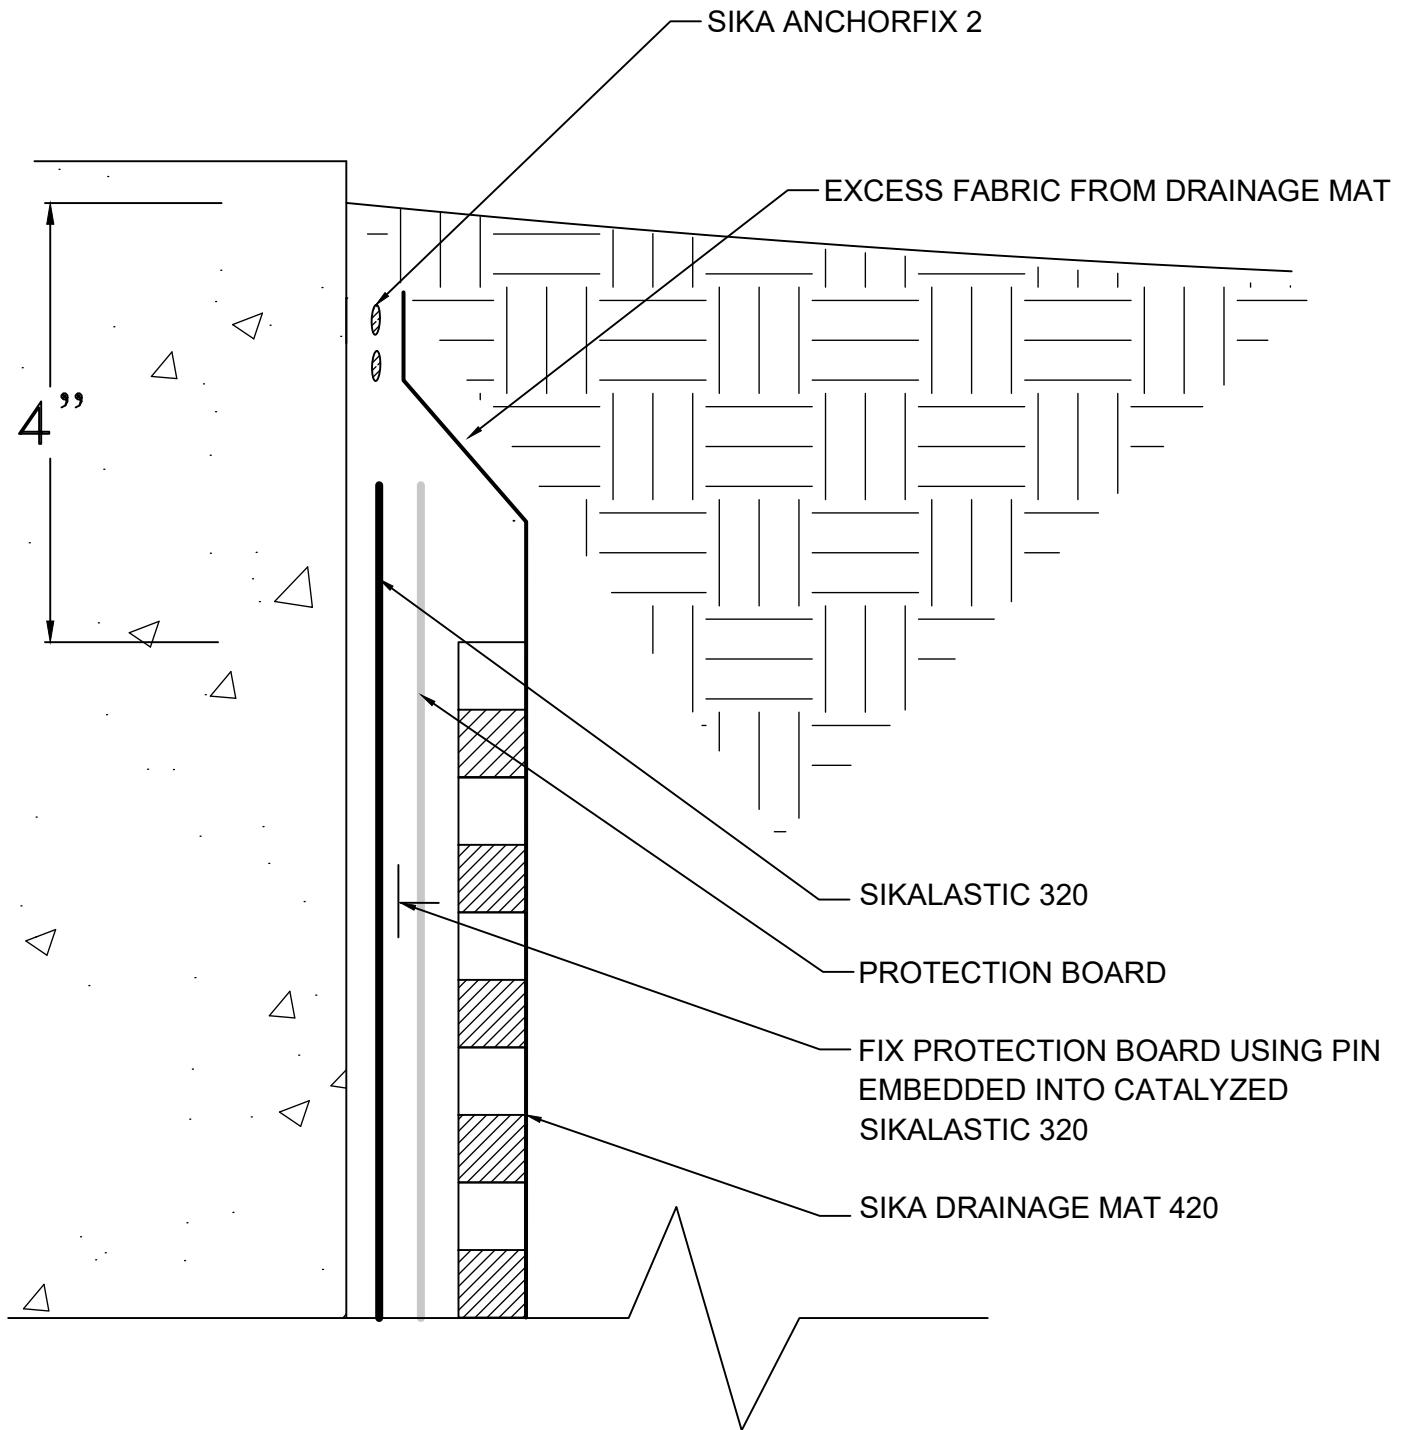 SIKA ANCHORFIX 2
EXCESS FABRIC FROM DRAINAGE MAT
4”
SIKALASTIC 320
PROTECTION BOARD
FIX PROTECTION BOARD USING PIN
EMBEDDED INTO CATALYZED
SIKALASTIC 320
SIKA DRAINAGE MAT 420